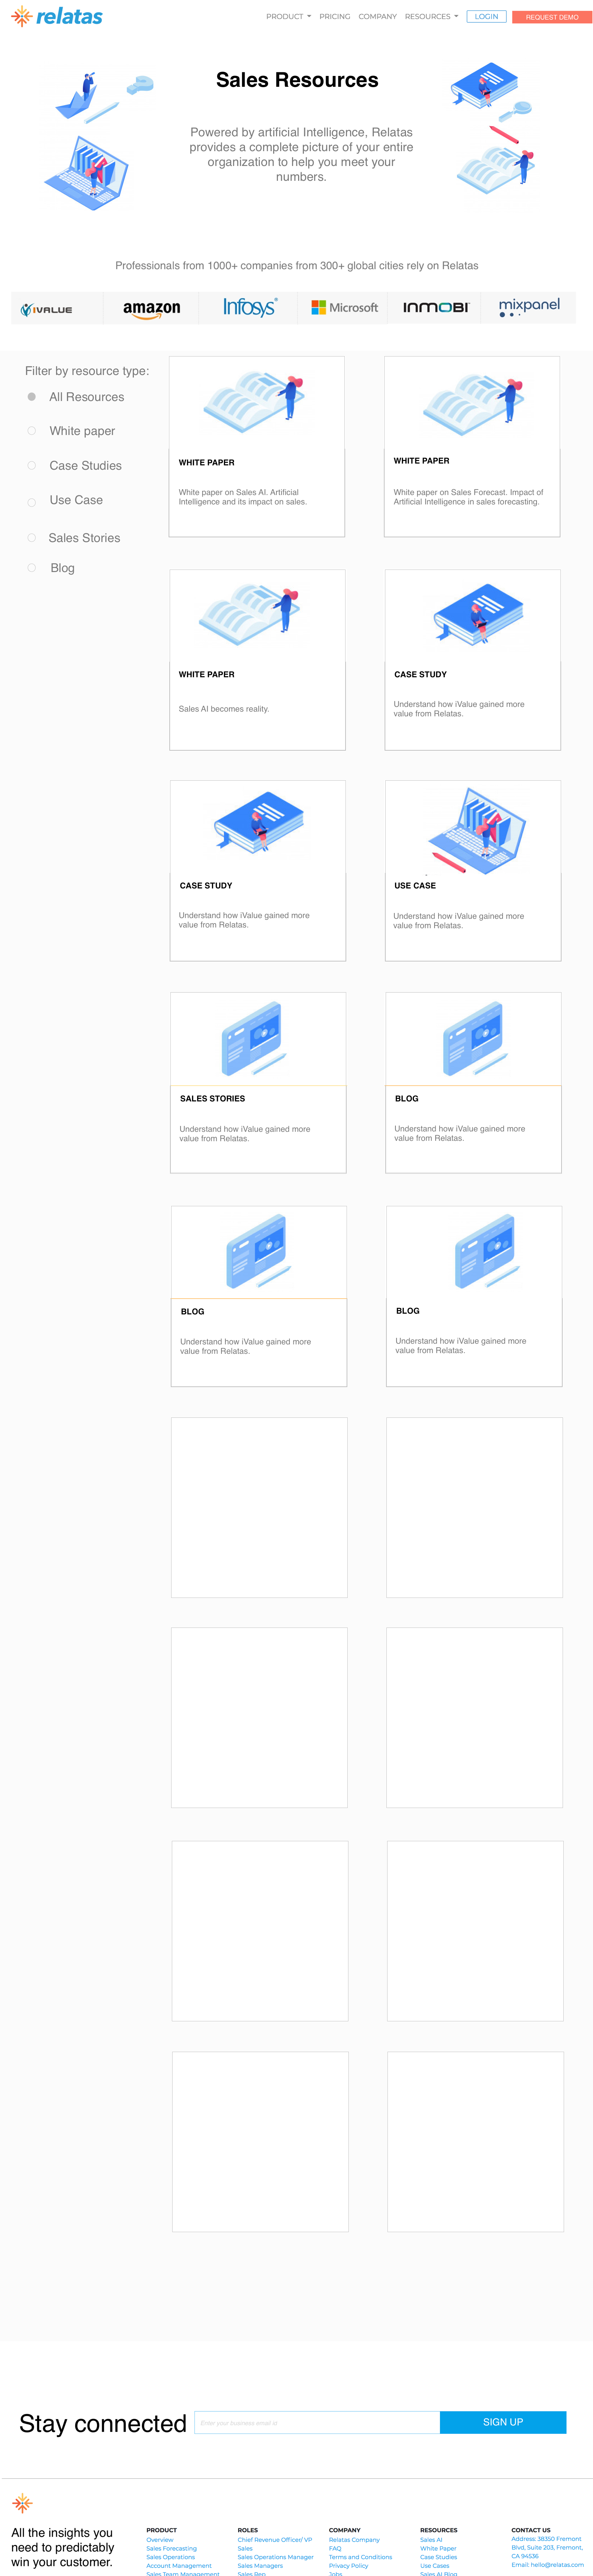 relatas
PRODUCT PRICING COMPANY RESOURCES LOGIN REQUEST DEMO
Sales Resources
Powered by artificial Intelligence, Relatas
provides a complete picture of your entire
organization to help you meet your
numbers.
Professionals from 1000+ companies from 300+ global cities rely on Relatas
iVALUE amazon Infosys® Microsoft INMOBI mixpanel
Filter by resource type:
All Resources
White paper
Case Studies
Use Case
Sales Stories
Blog
WHITE PAPER
White paper on Sales AI. Artificial
Intelligence and its impact on sales.
WHITE PAPER
White paper on Sales Forecast. Impact of
Artificial Intelligence in sales forecasting.
WHITE PAPER
Sales AI becomes reality.
CASE STUDY
Understand how iValue gained more
value from Relatas.
CASE STUDY
Understand how iValue gained more
value from Relatas.
USE CASE
Understand how iValue gained more
value from Relatas.
SALES STORIES
Understand how iValue gained more
value from Relatas.
BLOG
Understand how iValue gained more
value from Relatas.
BLOG
Understand how iValue gained more
value from Relatas.
BLOG
Understand how iValue gained more
value from Relatas.
Stay connected
Enter your business email id
SIGN UP
All the insights you
need to predictably
win your customer.
PRODUCT
Overview
Sales Forecasting
Sales Operations
Account Management
Sales Team Management
ROLES
Chief Revenue Officer/ VP
Sales
Sales Operations Manager
Sales Managers
Sales Rep
COMPANY
Relatas Company
FAQ
Terms and Conditions
Privacy Policy
Jobs
RESOURCES
Sales AI
White Paper
Case Studies
Use Cases
Sales AI Blog
CONTACT US
Address: 38350 Fremont
Blvd, Suite 203, Fremont,
CA 94536
Email: hello@relatas.com